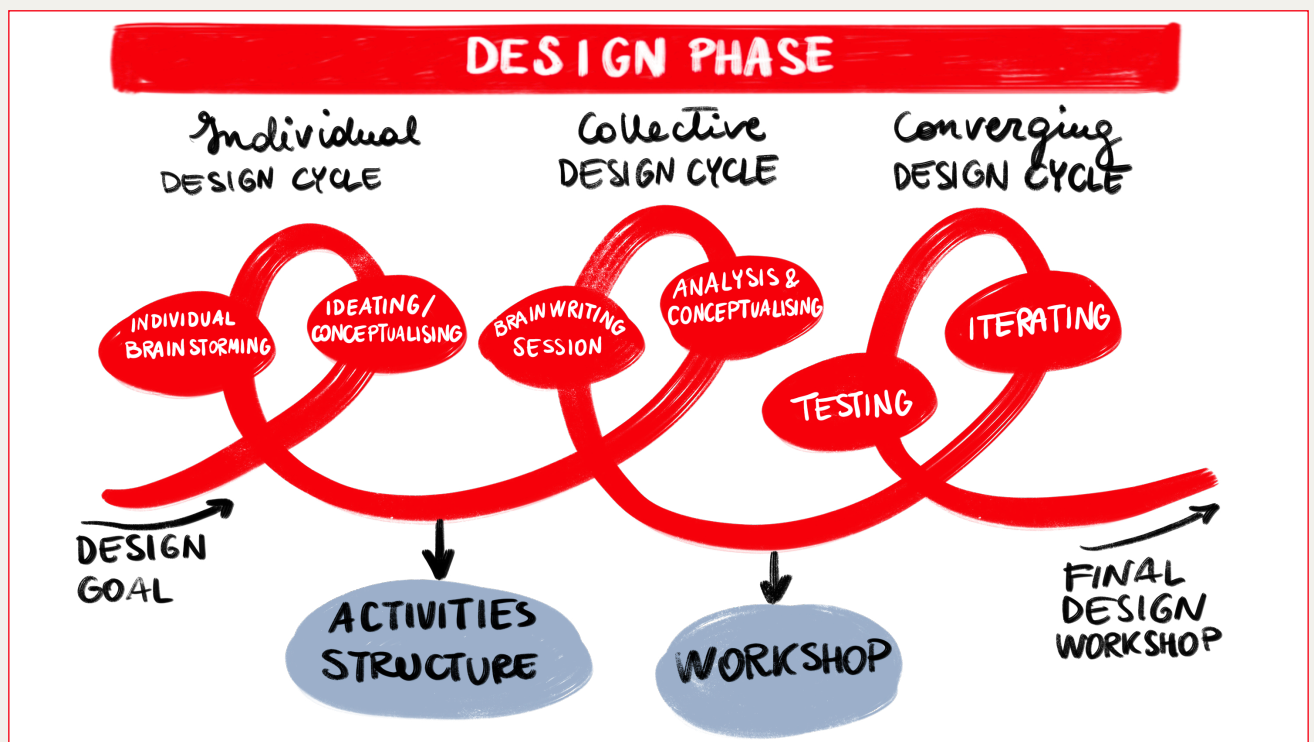 DESIGN PHASE
Individual
DESIGN CYCLE
Collective
DESIGN CYCLE
Converging
DESIGN CYCLE
INDIVIDUAL
BRAINSTORMING
IDEATING/
CONCEPTUALISING
BRAINWRITING
SESSION
ANALYSIS &
CONCEPTUALISING
TESTING
ITERATING
DESIGN
GOAL
ACTIVITIES
STRUCTURE
WORKSHOP
FINAL
DESIGN
WORKSHOP